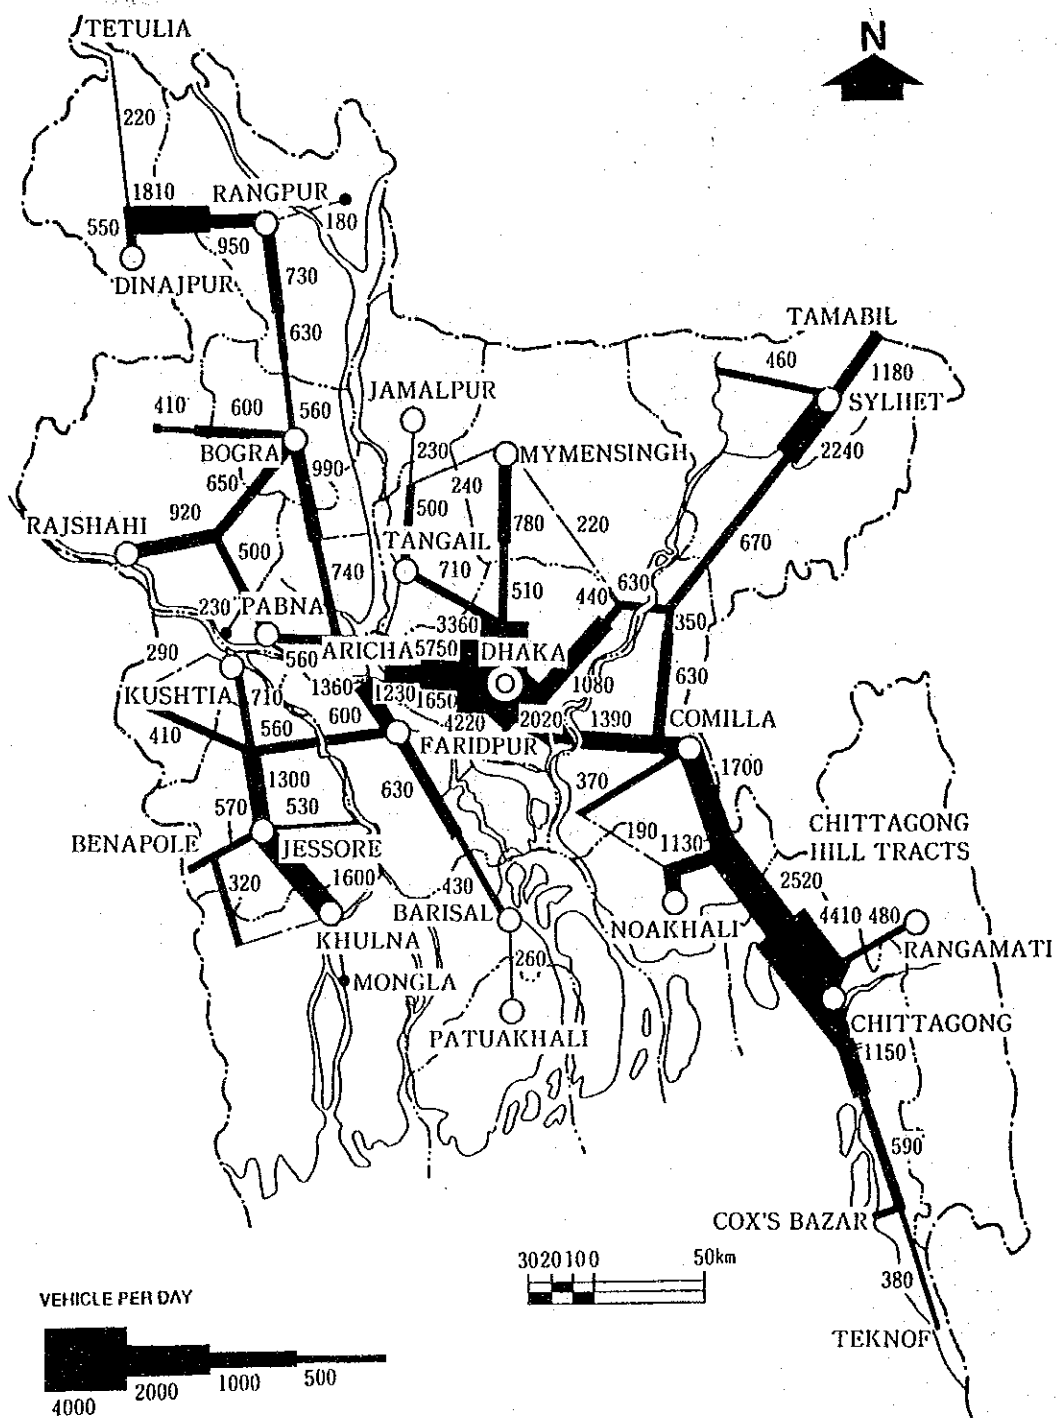 TETULIA
N
220
1810
RANGPUR
180
550
950
DINAJPUR
730
TAMABIL
630
460
1180
JAMALPUR
SYLHET
410
600
560
BOGRA
990
230
MYMENSINGH
2240
650
240
RAJSHAHI
920
500
780
220
500
TANGAIL
670
740
710
510
440
630
230
PABNA
3360
350
290
560
ARICHA
5750
DHAKA
KUSHTIA
710
1360
1230
1650
1080
630
410
560
600
4220
2020
1390
COMILLA
FARIDPUR
1300
630
370
1700
570
530
190
1130
CHITTAGONG
HILL TRACTS
BENAPOLE
JESSORE
320
1600
430
2520
BARISAL
4410
480
KHULNA
NOAKHALI
RANGAMATI
260
MONGLA
PATUAKHALI
CHITTAGONG
1150
590
COX'S BAZAR
30 20 10 0 50km
380
TEKNOF
VEHICLE PER DAY
4000 2000 1000 500